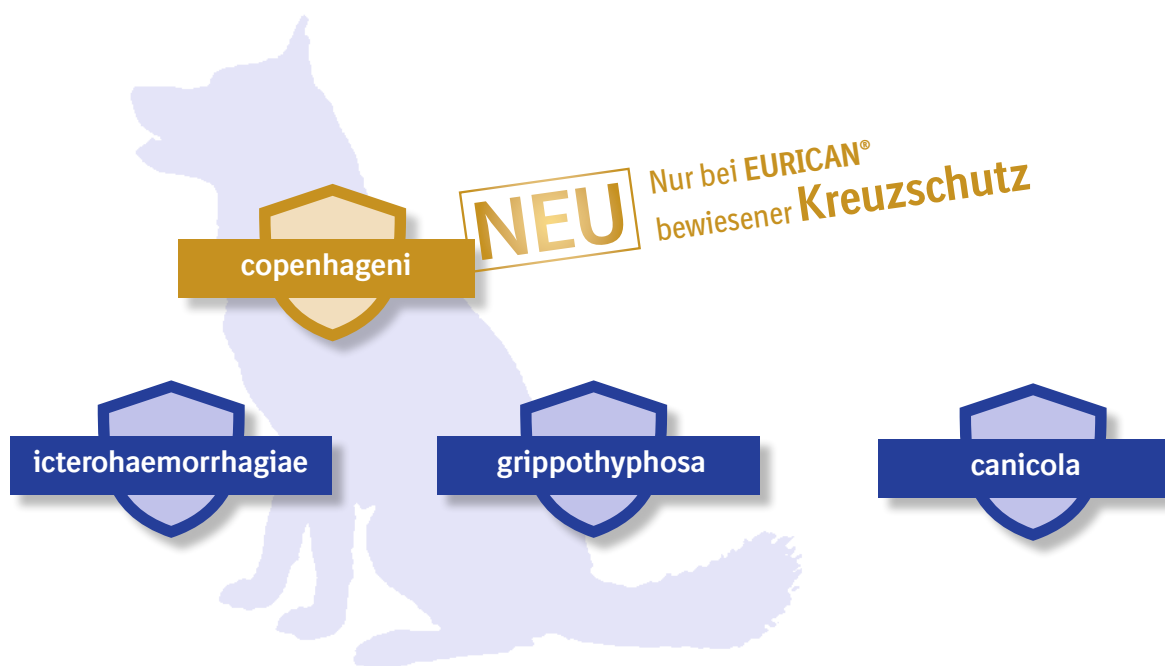 NEU
Nur bei EURICAN®
bewiesener Kreuzschutz
copenhageni
icterohaemorrhagiae
grippothyphosa
canicola